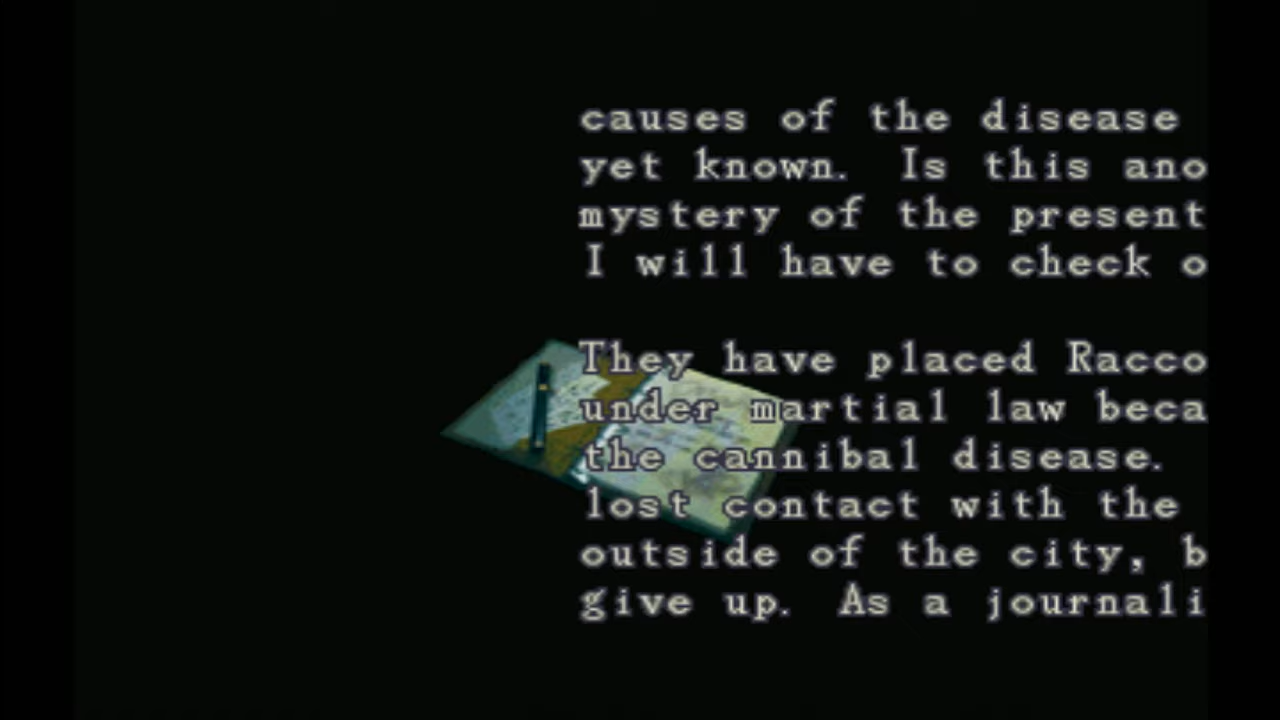 causes of the disease
yet known. Is this ano
mystery of the present
I will have to check o
They have placed Racco
under martial law beca
the cannibal disease.
lost contact with the
outside of the city, b
give up. As a journali